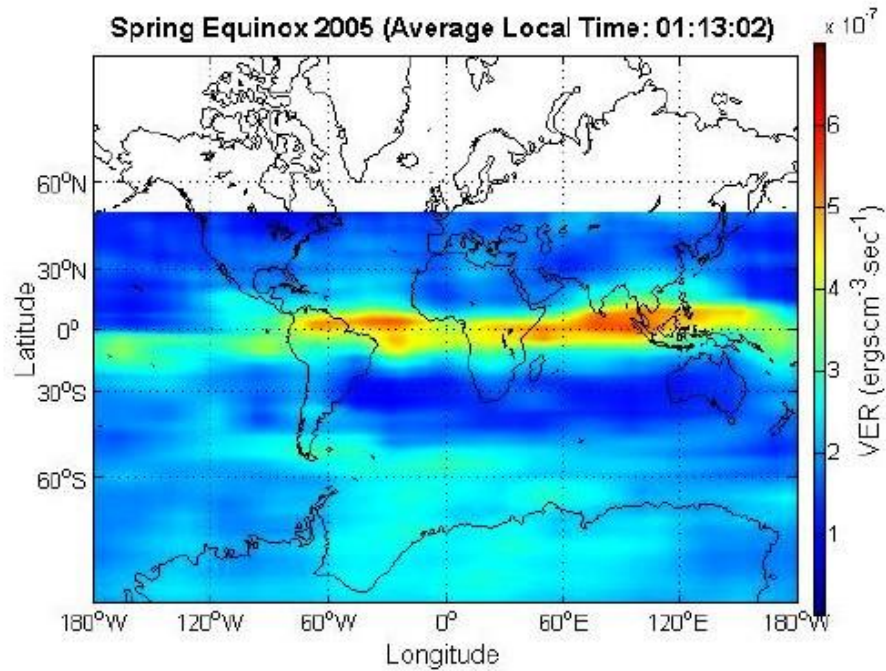 Spring Equinox 2005 (Average Local Time: 01:13:02)
x 10⁻⁷
60°N
30°N
0°
30°S
60°S
Latitude
180°W
120°W
60°W
0°
60°E
120°E
180°W
Longitude
6
5
4
3
2
1
VER (ergscm⁻³sec⁻¹)